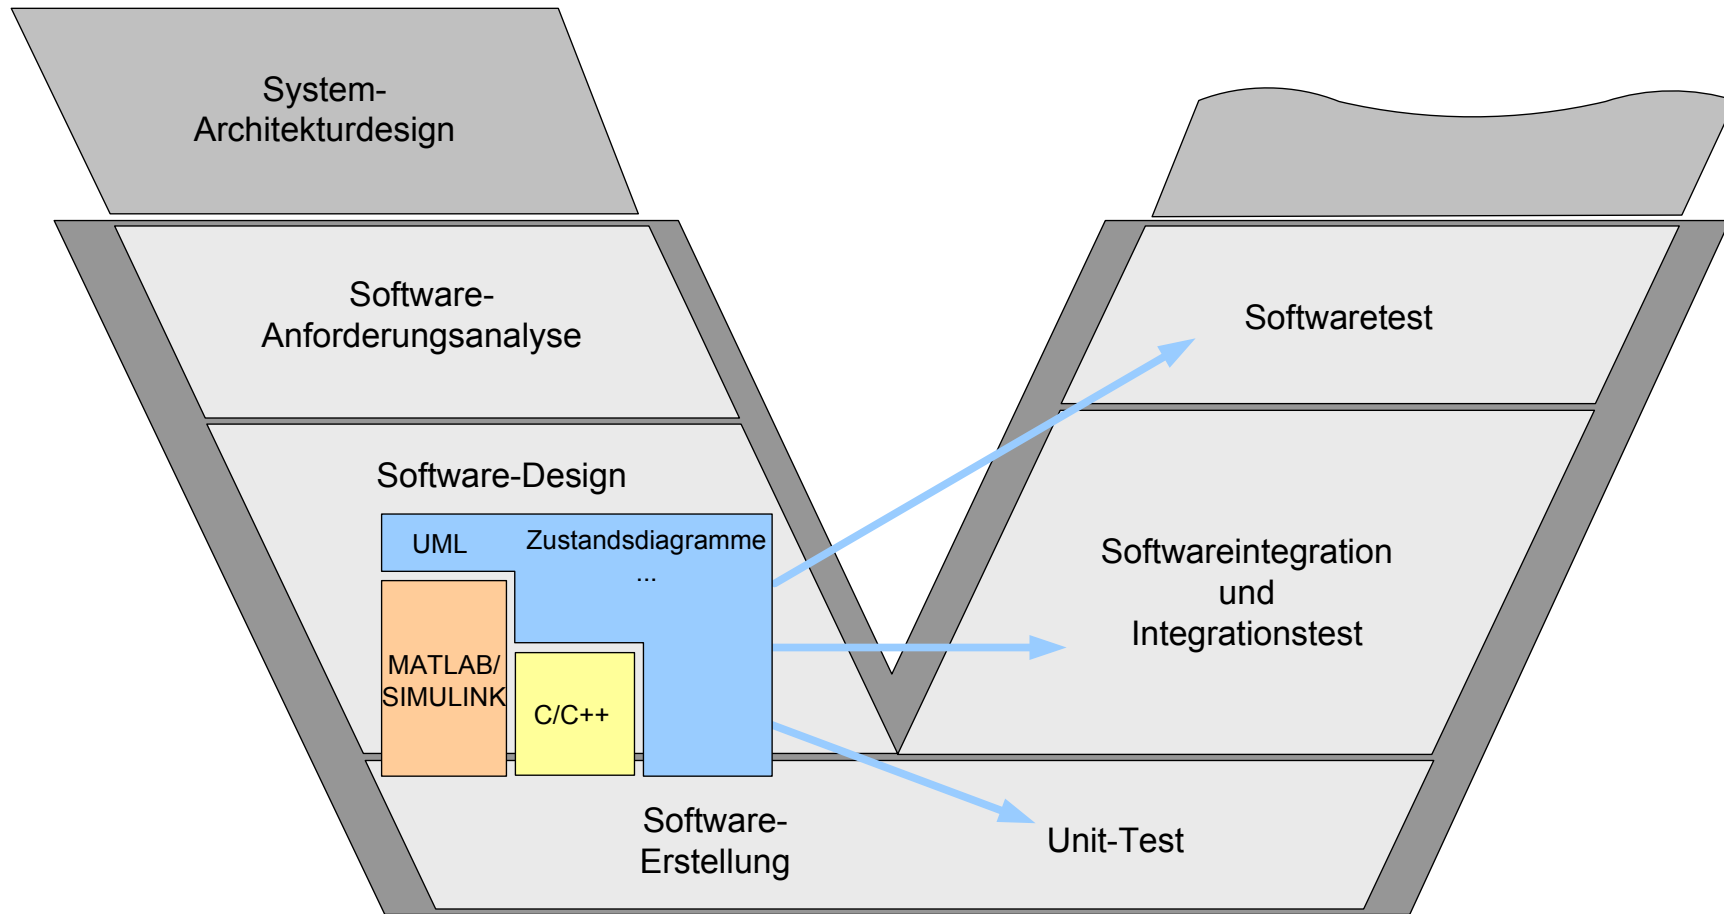 System-
Architekturdesign
Software-
Anforderungsanalyse
Softwaretest
Software-Design
UML
Zustandsdiagramme
...
MATLAB/
SIMULINK
C/C++
Softwareintegration
und
Integrationstest
Software-
Erstellung
Unit-Test